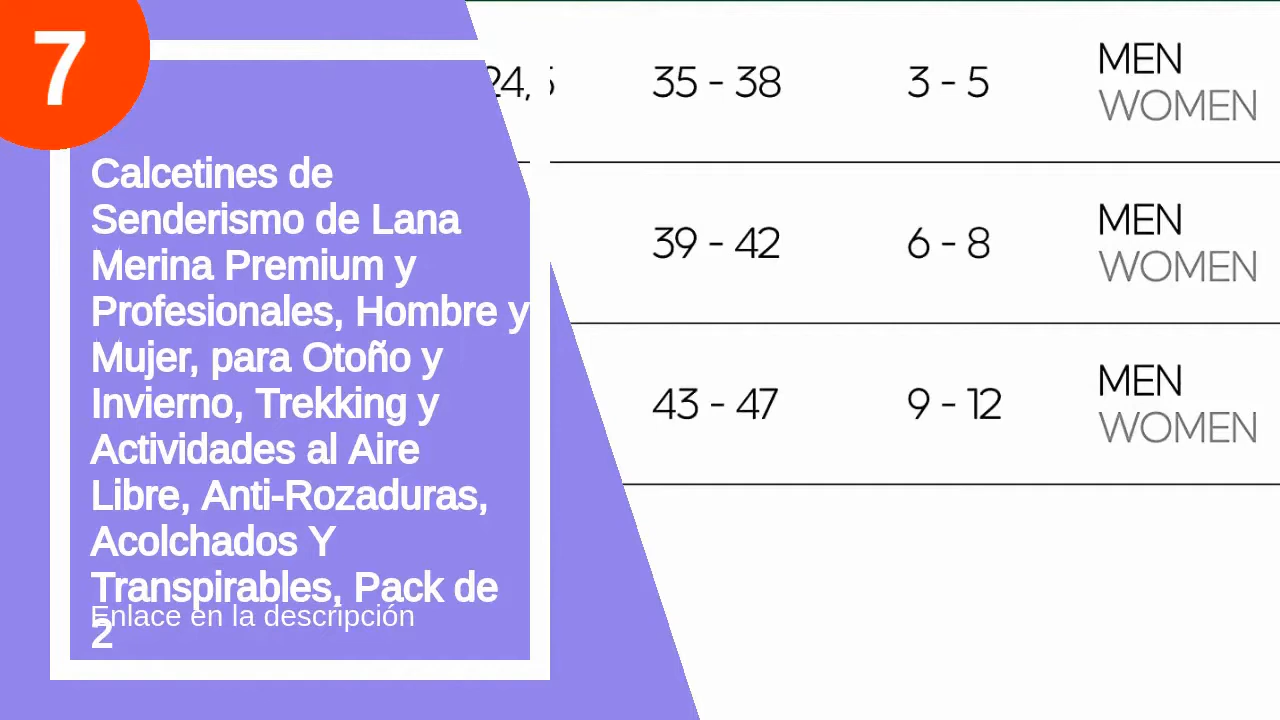 7
Calcetines de
Senderismo de Lana
Merina Premium y
Profesionales, Hombre y
Mujer, para Otoño y
Invierno, Trekking y
Actividades al Aire
Libre, Anti-Rozaduras,
Acolchados Y
Transpirables, Pack de
2
Enlace en la descripción
35 - 38 3 - 5 MEN
WOMEN
39 - 42 6 - 8 MEN
WOMEN
43 - 47 9 - 12 MEN
WOMEN